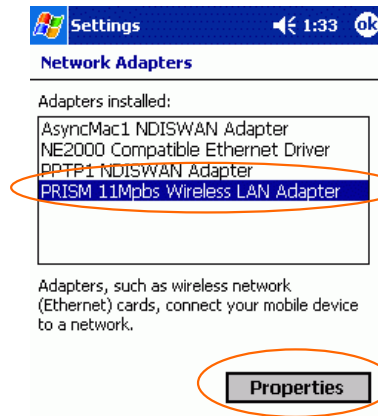 Settings 1:33 ok
Network Adapters
Adapters installed:
AsyncMac1 NDISWAN Adapter
NE2000 Compatible Ethernet Driver
PPTP1 NDISWAN Adapter
PRISM 11Mpbs Wireless LAN Adapter
Adapters, such as wireless network
(Ethernet) cards, connect your mobile device
to a network.
Properties